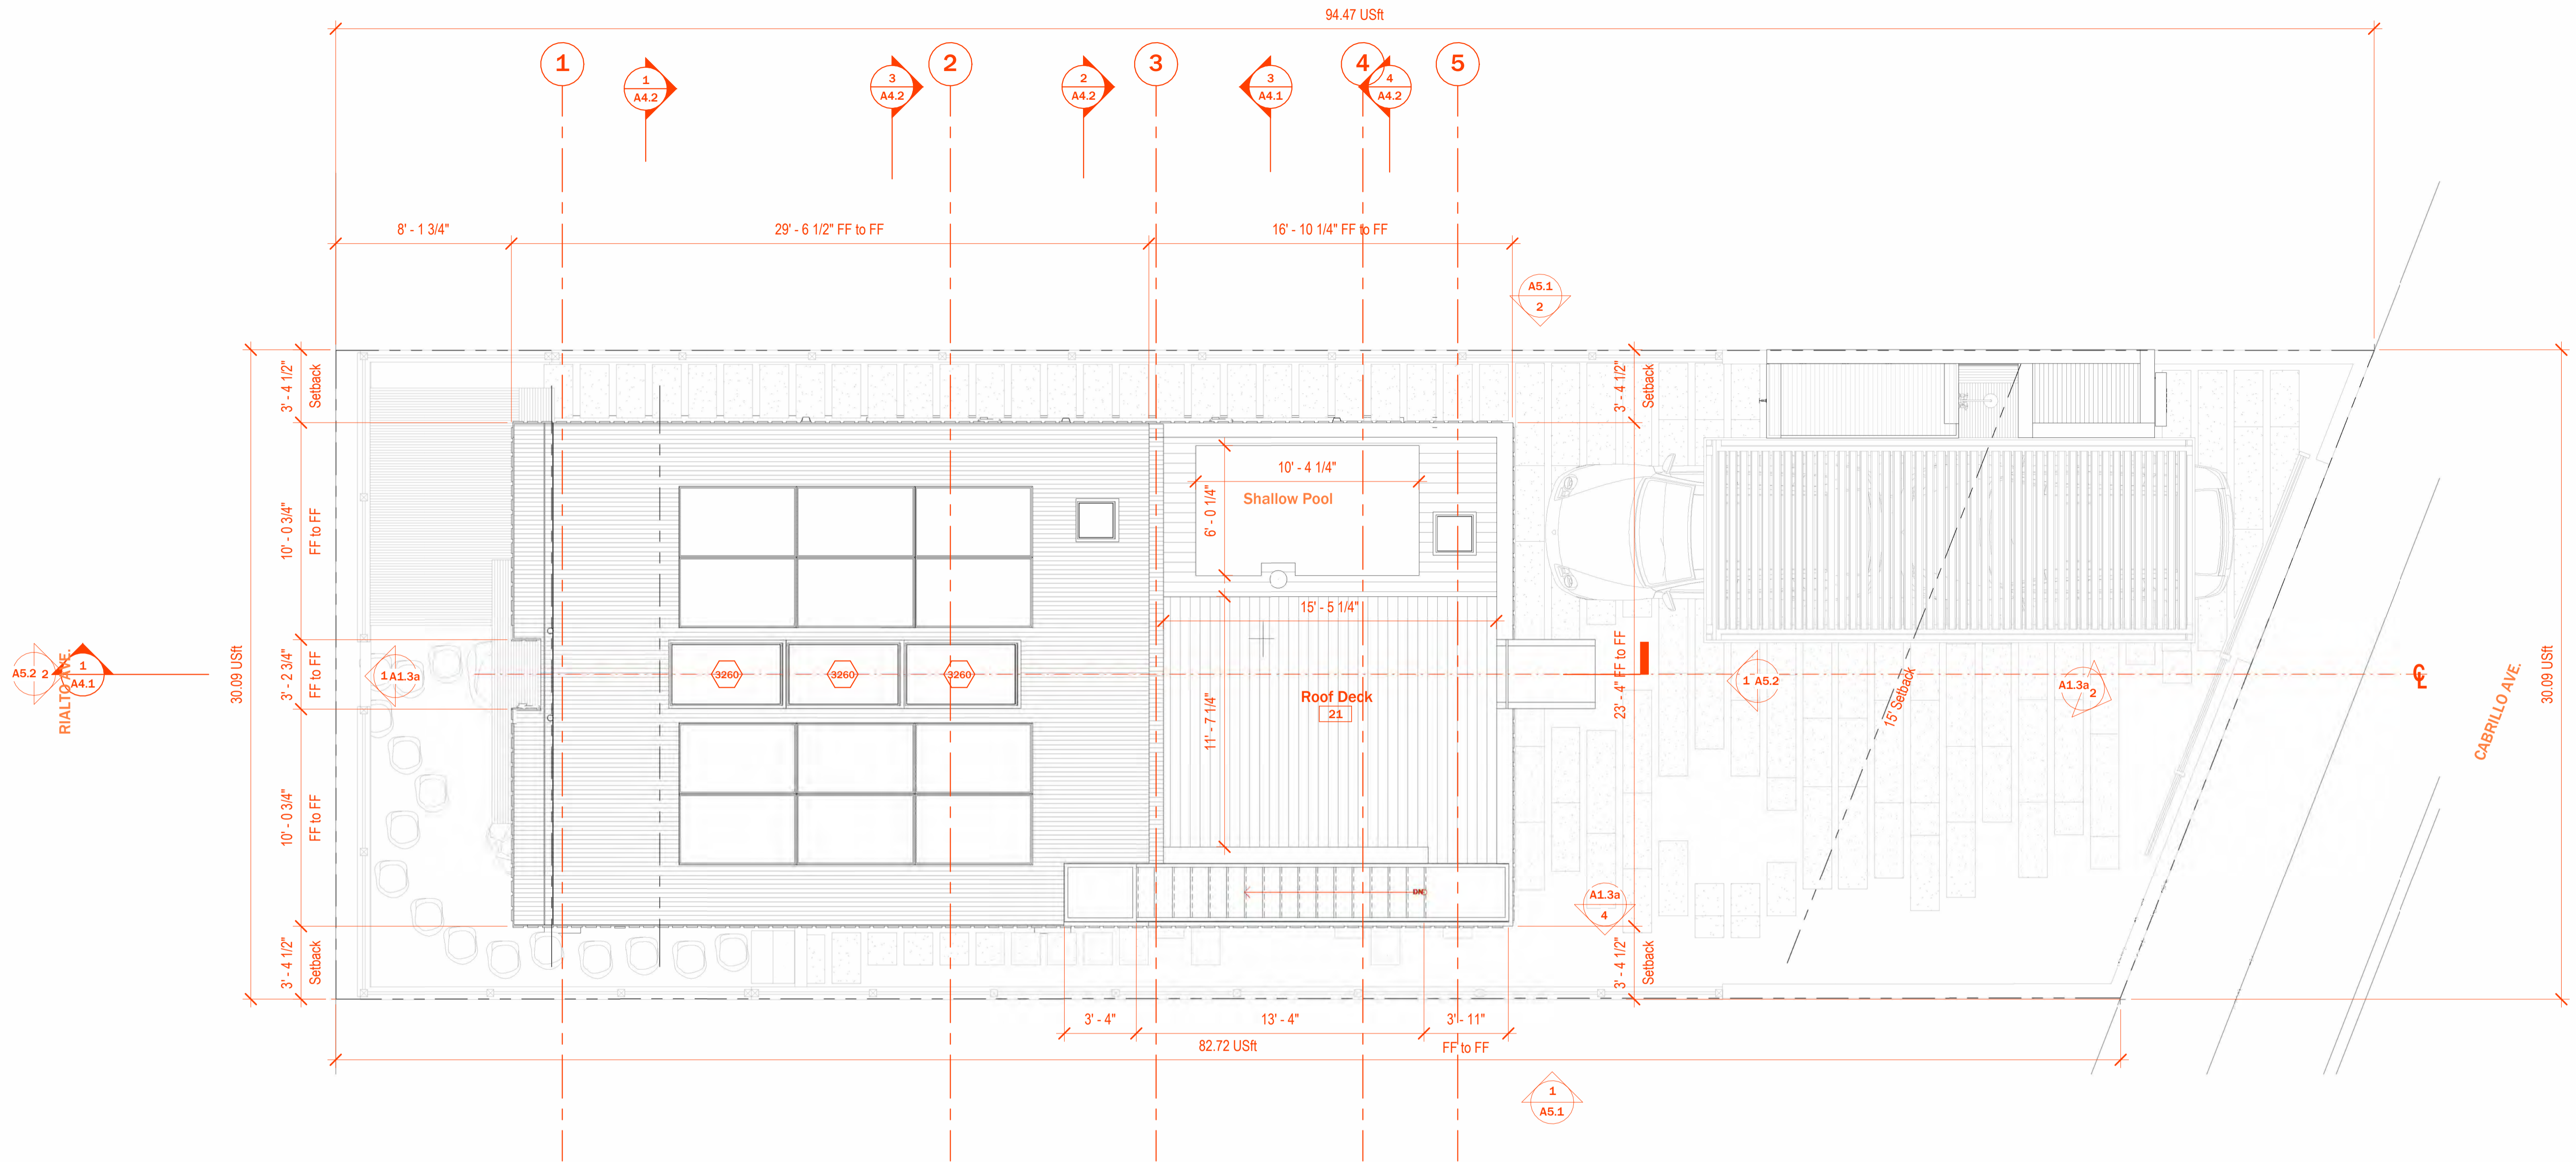 94.47 USft
1
2
3
4
5
1
A4.2
3
A4.2
2
A4.2
3
A4.1
4
A4.2
8' - 1 3/4"
29' - 6 1/2" FF to FF
16' - 10 1/4" FF to FF
A5.1
2
3' - 4 1/2"
Setback
3' - 4 1/2"
Setback
10' - 4 1/4"
Shallow Pool
6' - 0 1/4"
10' - 0 3/4"
FF to FF
15' - 5 1/4"
30.09 USft
3' - 2 3/4"
FF to FF
A5.2 2
RIALTO AVE.
1
A4.1
1 A1.3a
3260
3260
3260
Roof Deck
21
11' - 7 1/4"
23' - 4" FF to FF
1 A5.2
15' Setback
A1.3a
2
CL
CABRILLO AVE.
30.09 USft
10' - 0 3/4"
FF to FF
DN
A1.3a
4
3' - 4 1/2"
Setback
3' - 4 1/2"
Setback
3' - 4"
13' - 4"
3' - 11"
FF to FF
82.72 USft
1
A5.1